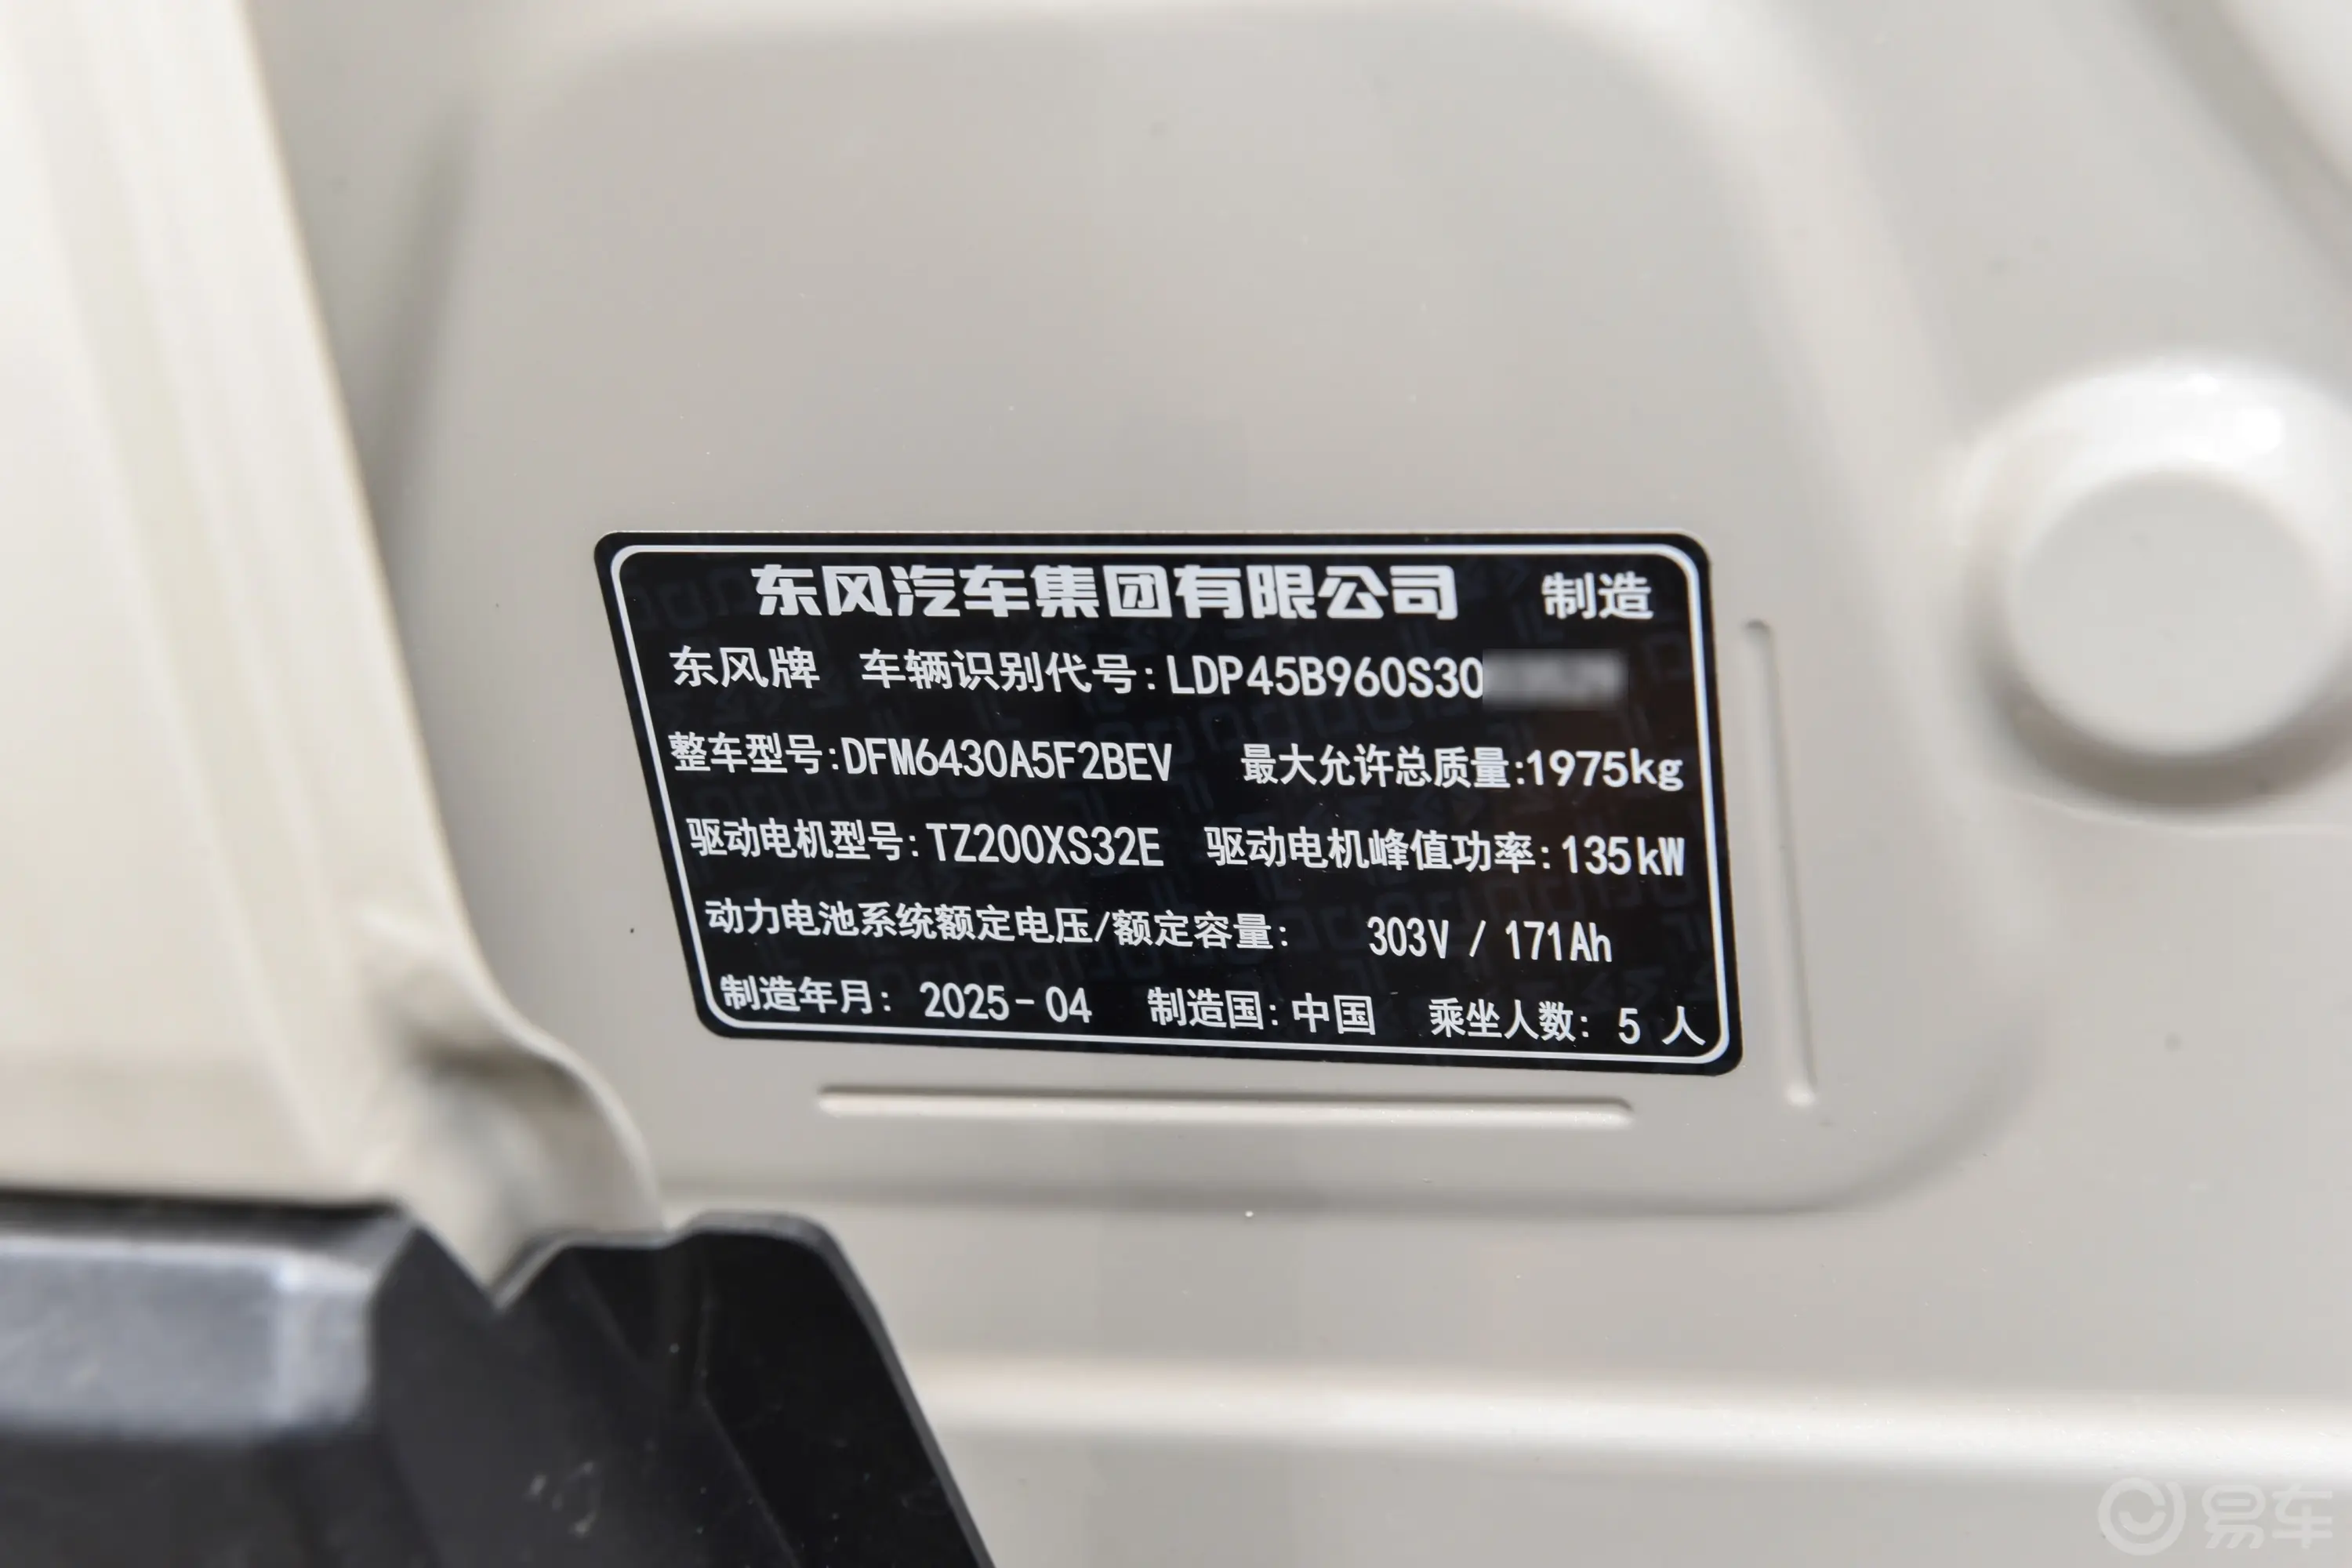 东风汽车集团有限公司 制造
东风牌 车辆识别代号:LDP45B960S30
整车型号:DFM6430A5F2BEV 最大允许总质量:1975kg
驱动电机型号:TZ200XS32E 驱动电机峰值功率:135kW
动力电池系统额定电压/额定容量: 303V / 171Ah
制造年月: 2025-04 制造国:中国 乘坐人数: 5 人
易车